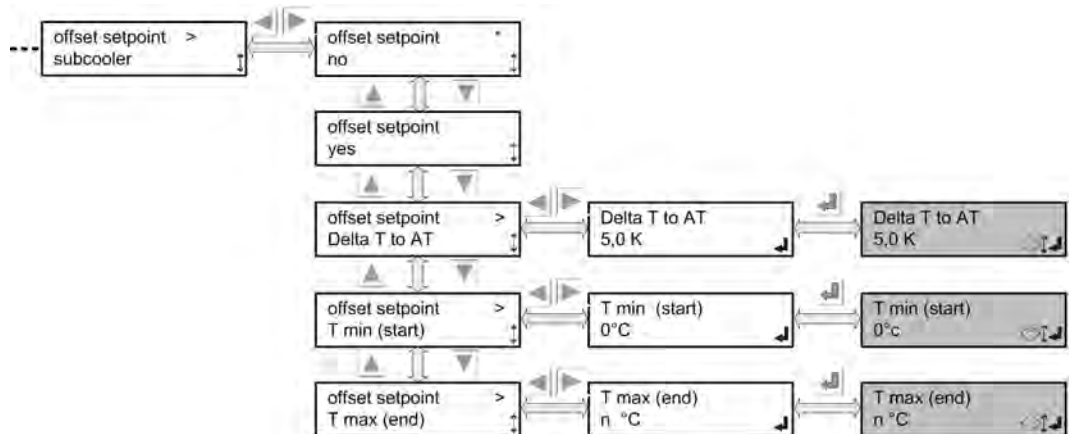 offset setpoint >
subcooler
offset setpoint *
no
offset setpoint
yes
offset setpoint >
Delta T to AT
Delta T to AT
5,0 K
Delta T to AT
5,0 K
offset setpoint >
T min (start)
T min (start)
0°C
T min (start)
0°c
offset setpoint >
T max (end)
T max (end)
n °C
T max (end)
n °C